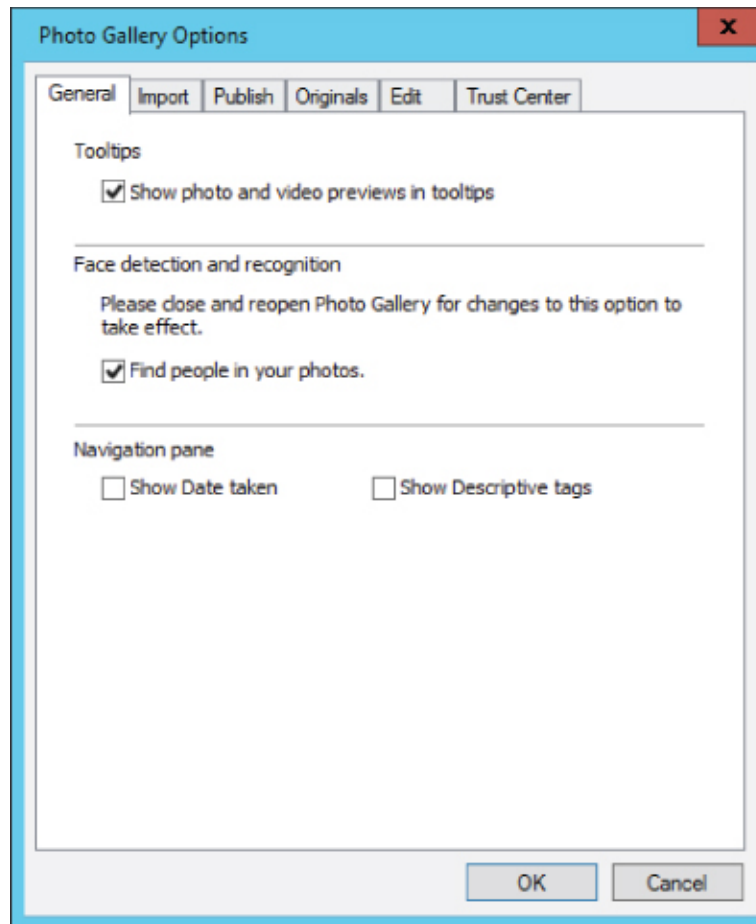 Photo Gallery Options
x
General Import Publish Originals Edit Trust Center
Tooltips
Show photo and video previews in tooltips
Face detection and recognition
Please close and reopen Photo Gallery for changes to this option to
take effect.
Find people in your photos.
Navigation pane
Show Date taken Show Descriptive tags
OK Cancel